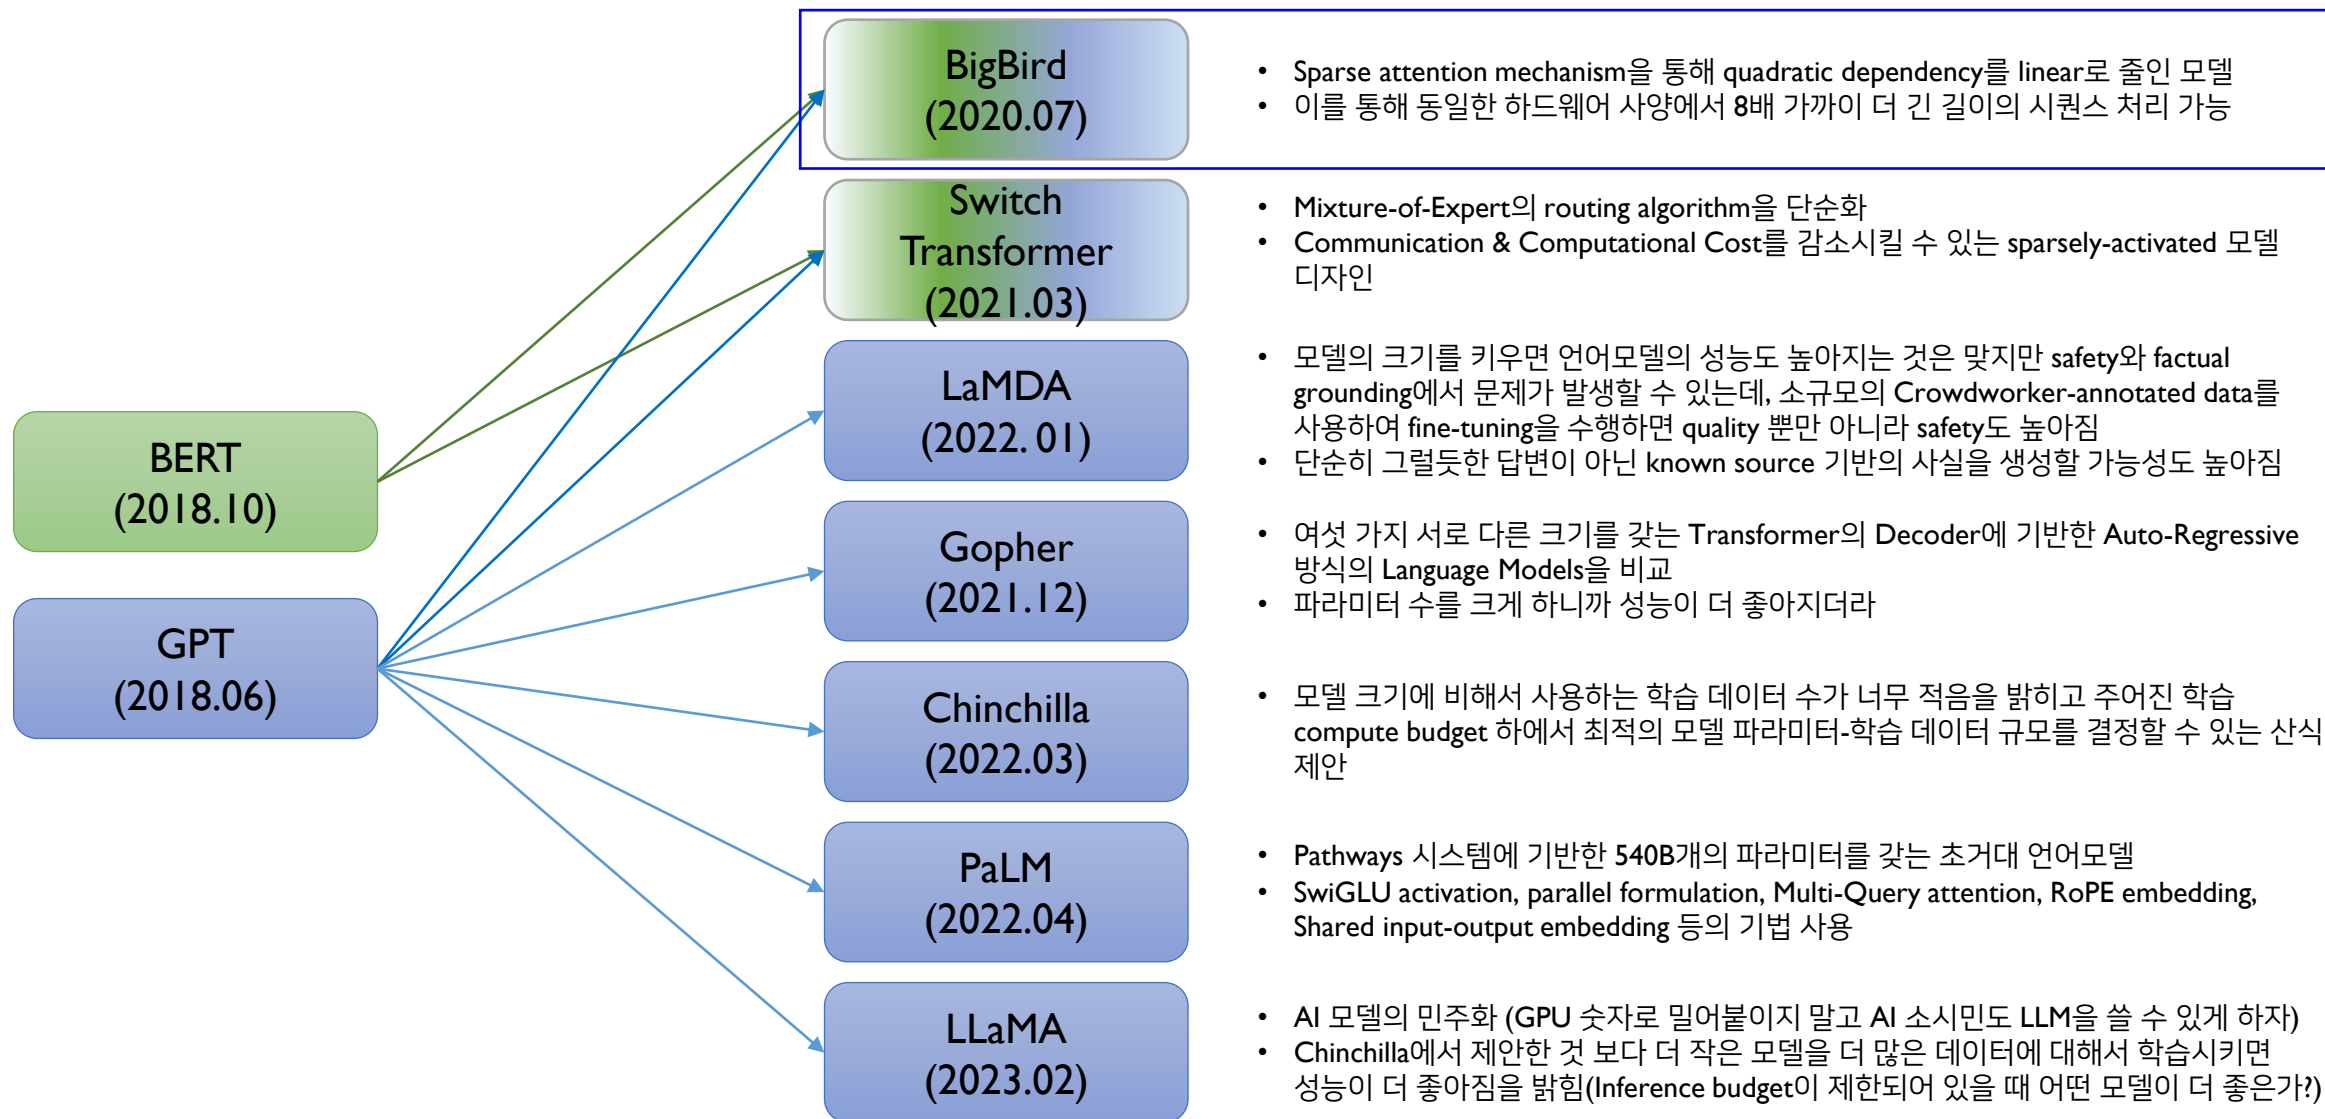 BigBird
(2020.07)
• Sparse attention mechanism을 통해 quadratic dependency를 linear로 줄인 모델
• 이를 통해 동일한 하드웨어 사양에서 8배 가까이 더 긴 길이의 시퀀스 처리 가능
Switch
Transformer
(2021.03)
• Mixture-of-Expert의 routing algorithm을 단순화
• Communication & Computational Cost를 감소시킬 수 있는 sparsely-activated 모델
디자인
LaMDA
(2022. 01)
• 모델의 크기를 키우면 언어모델의 성능도 높아지는 것은 맞지만 safety와 factual
grounding에서 문제가 발생할 수 있는데, 소규모의 Crowdworker-annotated data를
사용하여 fine-tuning을 수행하면 quality 뿐만 아니라 safety도 높아짐
• 단순히 그럴듯한 답변이 아닌 known source 기반의 사실을 생성할 가능성도 높아짐
BERT
(2018.10)
Gopher
(2021.12)
• 여섯 가지 서로 다른 크기를 갖는 Transformer의 Decoder에 기반한 Auto-Regressive
방식의 Language Models을 비교
• 파라미터 수를 크게 하니까 성능이 더 좋아지더라
GPT
(2018.06)
Chinchilla
(2022.03)
• 모델 크기에 비해서 사용하는 학습 데이터 수가 너무 적음을 밝히고 주어진 학습
compute budget 하에서 최적의 모델 파라미터-학습 데이터 규모를 결정할 수 있는 산식
제안
PaLM
(2022.04)
• Pathways 시스템에 기반한 540B개의 파라미터를 갖는 초거대 언어모델
• SwiGLU activation, parallel formulation, Multi-Query attention, RoPE embedding,
Shared input-output embedding 등의 기법 사용
LLaMA
(2023.02)
• AI 모델의 민주화 (GPU 숫자로 밀어붙이지 말고 AI 소시민도 LLM을 쓸 수 있게 하자)
• Chinchilla에서 제안한 것 보다 더 작은 모델을 더 많은 데이터에 대해서 학습시키면
성능이 더 좋아짐을 밝힘(Inference budget이 제한되어 있을 때 어떤 모델이 더 좋은가?)